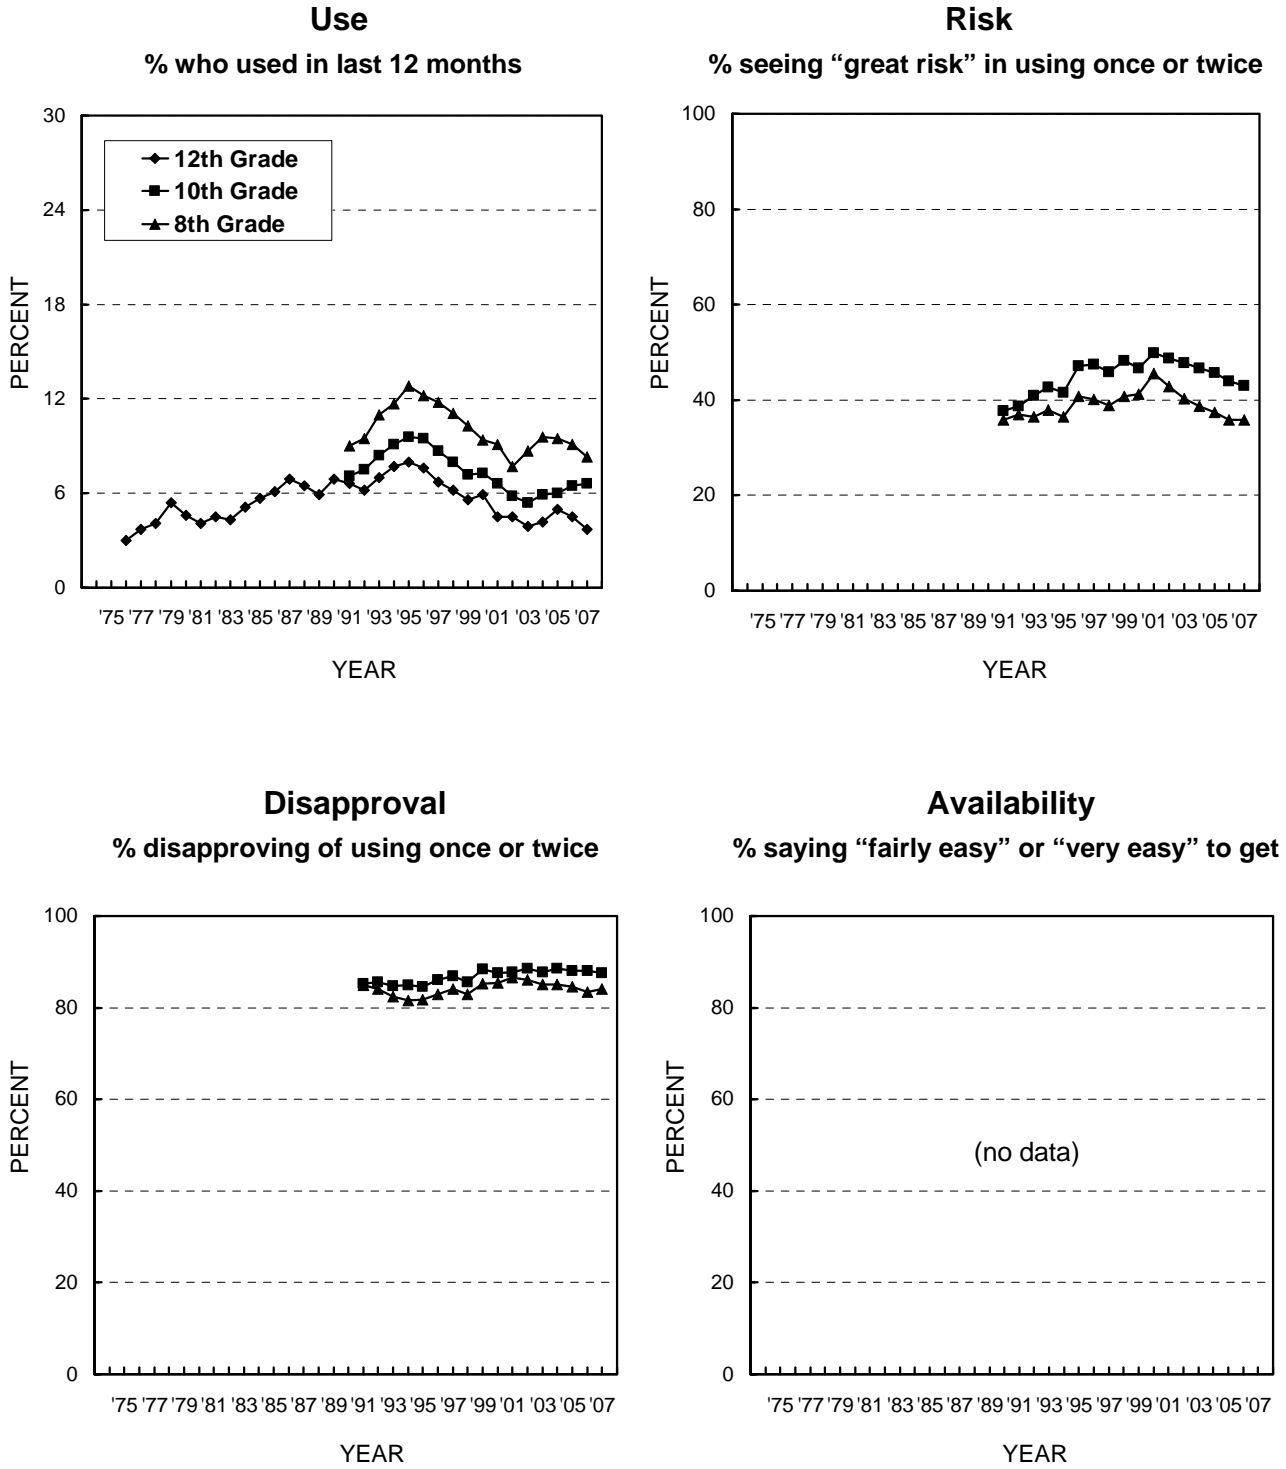 Use
% who used in last 12 months
30
24
18
12
6
0
PERCENT
12th Grade
10th Grade
8th Grade
'75 '77 '79 '81 '83 '85 '87 '89 '91 '93 '95 '97 '99 '01 '03 '05 '07
YEAR
Risk
% seeing “great risk” in using once or twice
100
80
60
40
20
0
PERCENT
'75 '77 '79 '81 '83 '85 '87 '89 '91 '93 '95 '97 '99 '01 '03 '05 '07
YEAR
Disapproval
% disapproving of using once or twice
100
80
60
40
20
0
PERCENT
'75 '77 '79 '81 '83 '85 '87 '89 '91 '93 '95 '97 '99 '01 '03 '05 '07
YEAR
Availability
% saying “fairly easy” or “very easy” to get
100
80
60
40
20
0
PERCENT
(no data)
'75 '77 '79 '81 '83 '85 '87 '89 '91 '93 '95 '97 '99 '01 '03 '05 '07
YEAR